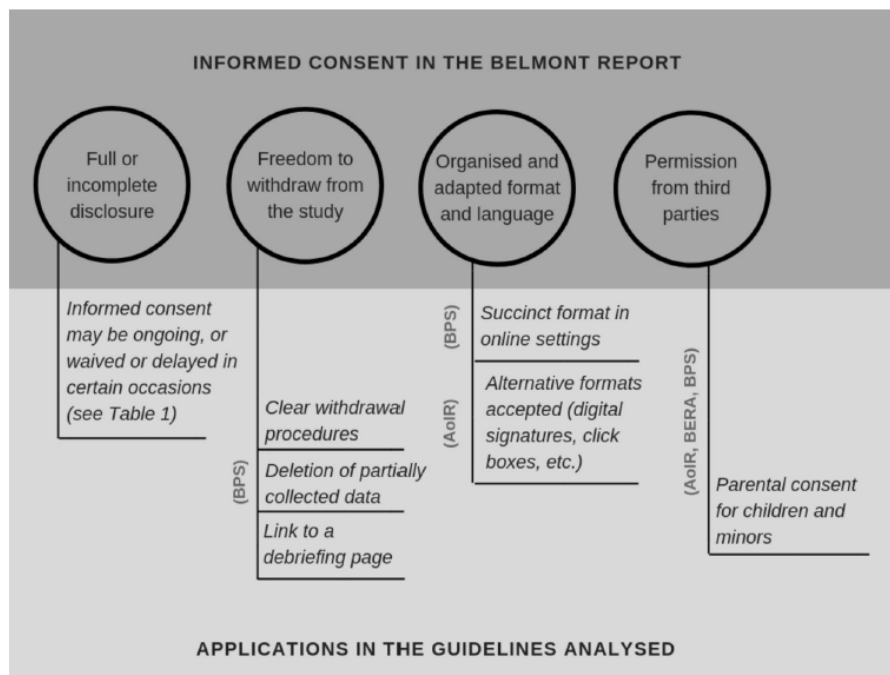 INFORMED CONSENT IN THE BELMONT REPORT
Full or
incomplete
disclosure
Freedom to
withdraw from
the study
Organised and
adapted format
and language
Permission
from third
parties
Informed consent
may be ongoing, or
waived or delayed in
certain occasions
(see Table 1)
(BPS)
Clear withdrawal
procedures
Deletion of partially
collected data
Link to a
debriefing page
(BPS)
Succinct format in
online settings
(AoIR)
Alternative formats
accepted (digital
signatures, click
boxes, etc.)
(AoIR, BERA, BPS)
Parental consent
for children and
minors
APPLICATIONS IN THE GUIDELINES ANALYSED